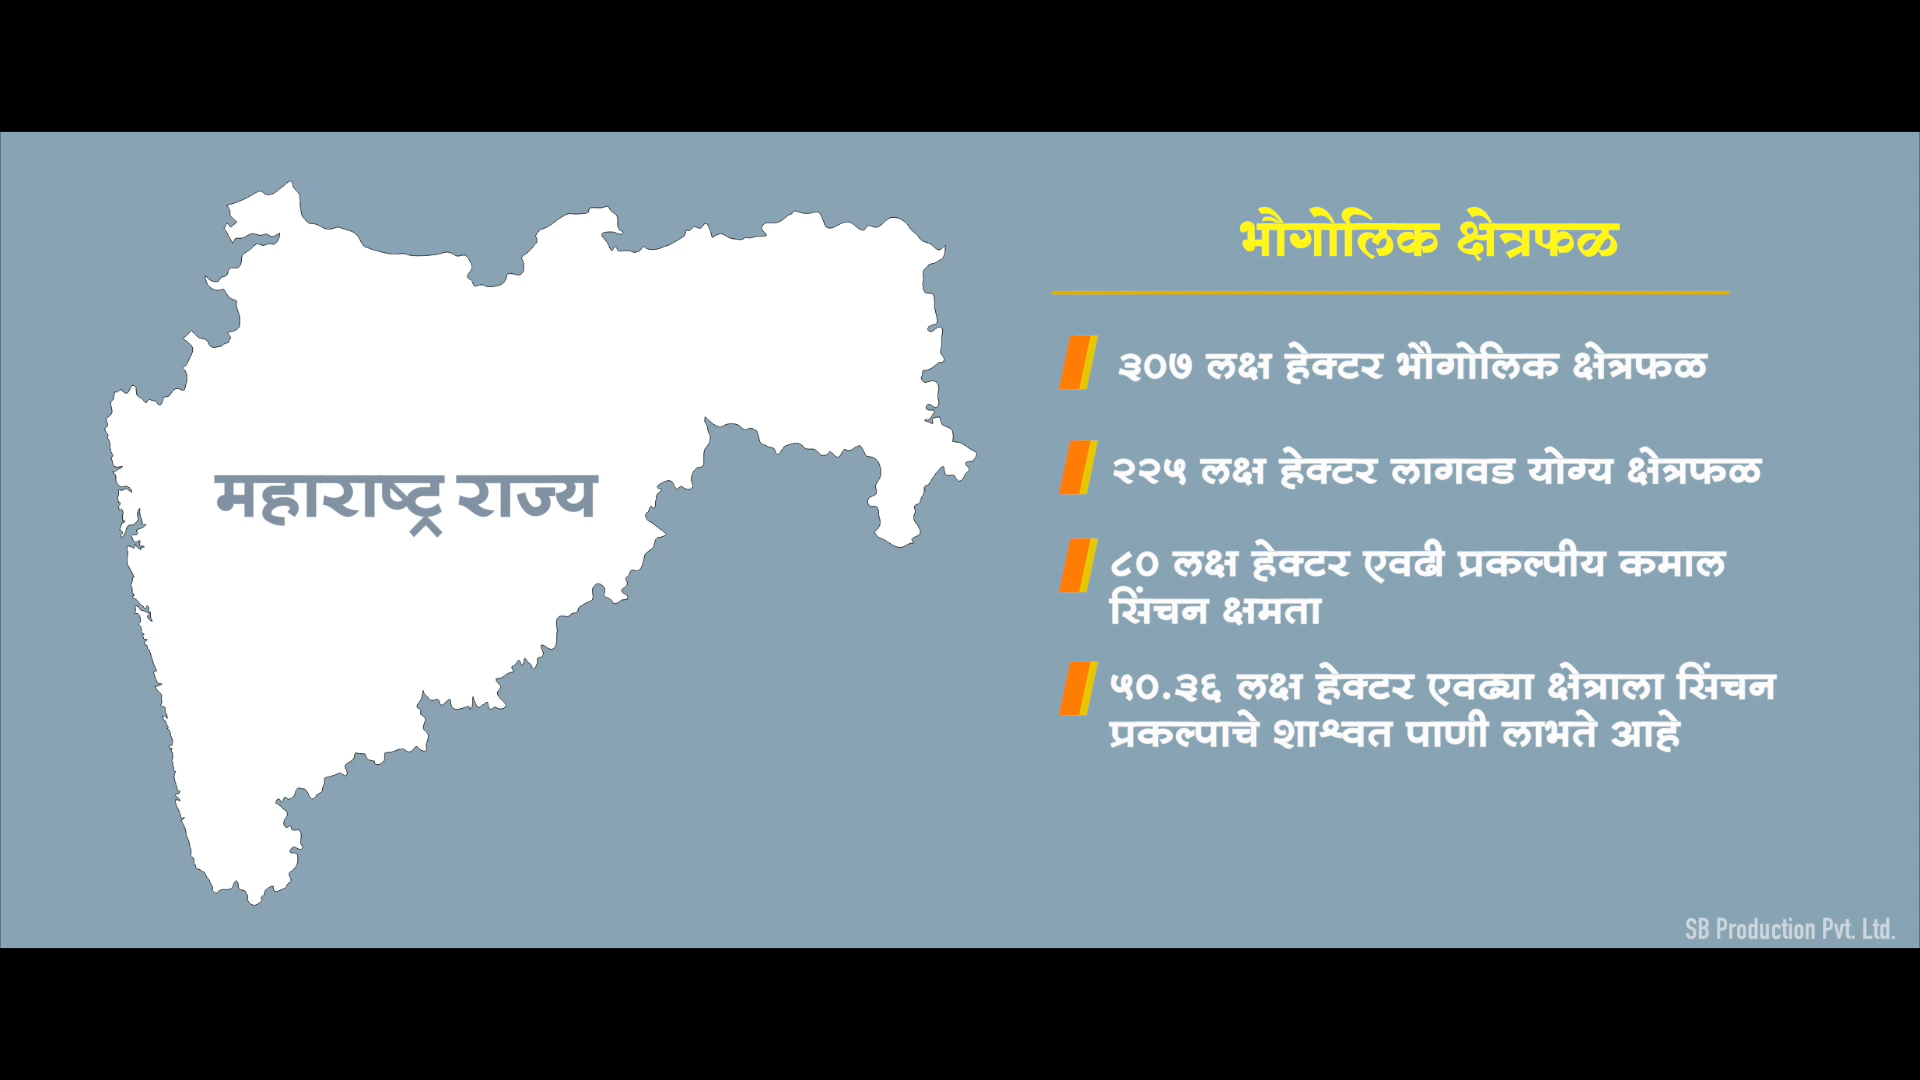 महाराष्ट्र राज्य
भौगोलिक क्षेत्रफळ
३०७ लक्ष हेक्टर भौगोलिक क्षेत्रफळ
२२५ लक्ष हेक्टर लागवड योग्य क्षेत्रफळ
८० लक्ष हेक्टर एवढी प्रकल्पीय कमाल
सिंचन क्षमता
५०.३६ लक्ष हेक्टर एवढ्या क्षेत्राला सिंचन
प्रकल्पाचे शाश्वत पाणी लाभते आहे
SB Production Pvt. Ltd.